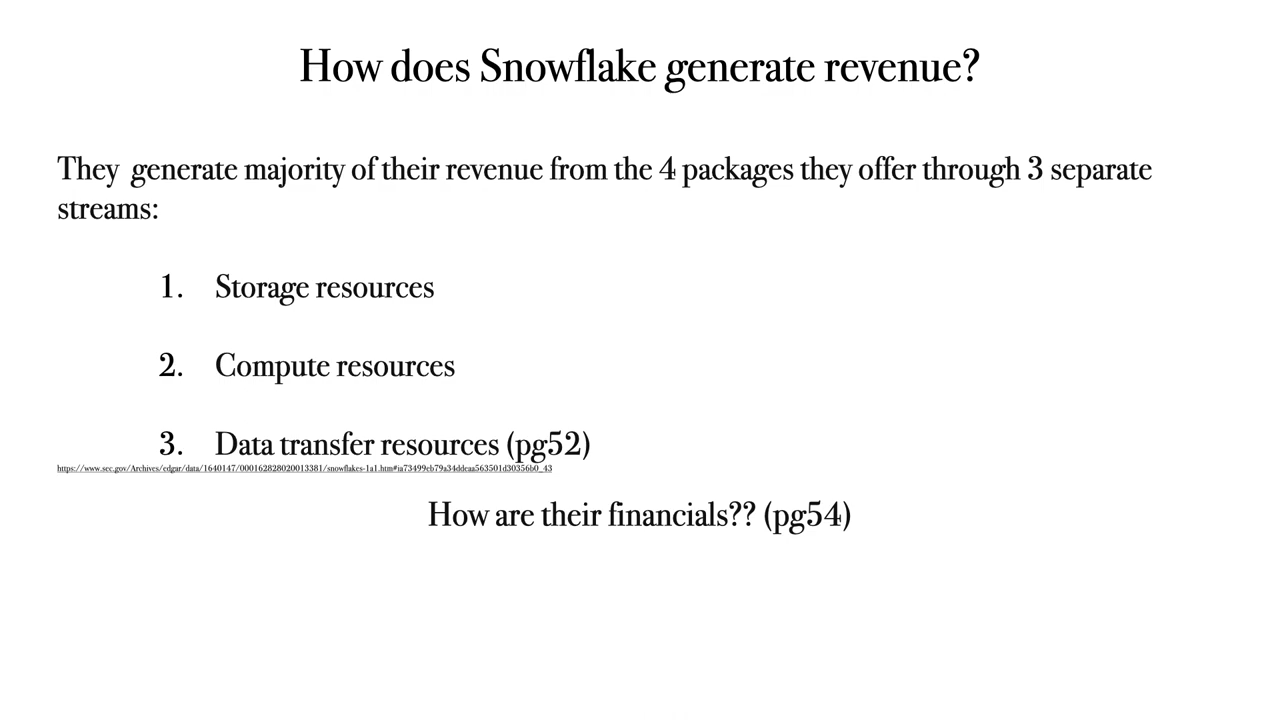 How does Snowflake generate revenue?
They generate majority of their revenue from the 4 packages they offer through 3 separate
streams:
1. Storage resources
2. Compute resources
3. Data transfer resources (pg52)
https://www.sec.gov/Archives/edgar/data/1640147/000162828020013381/snowflakes-1a1.htm#ia73499eb79a34ddeaa563501d30356b0_43
How are their financials?? (pg54)